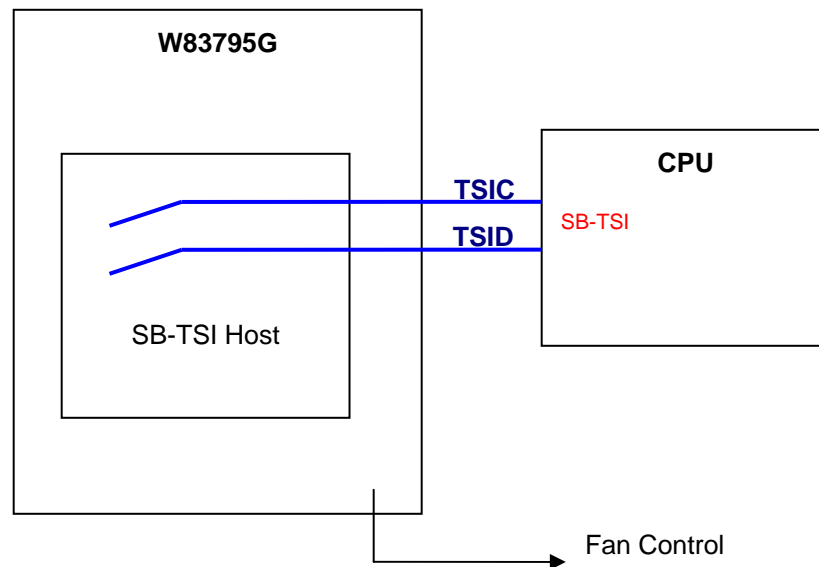 W83795G
CPU
TSIC
SB-TSI
TSID
SB-TSI Host
Fan Control